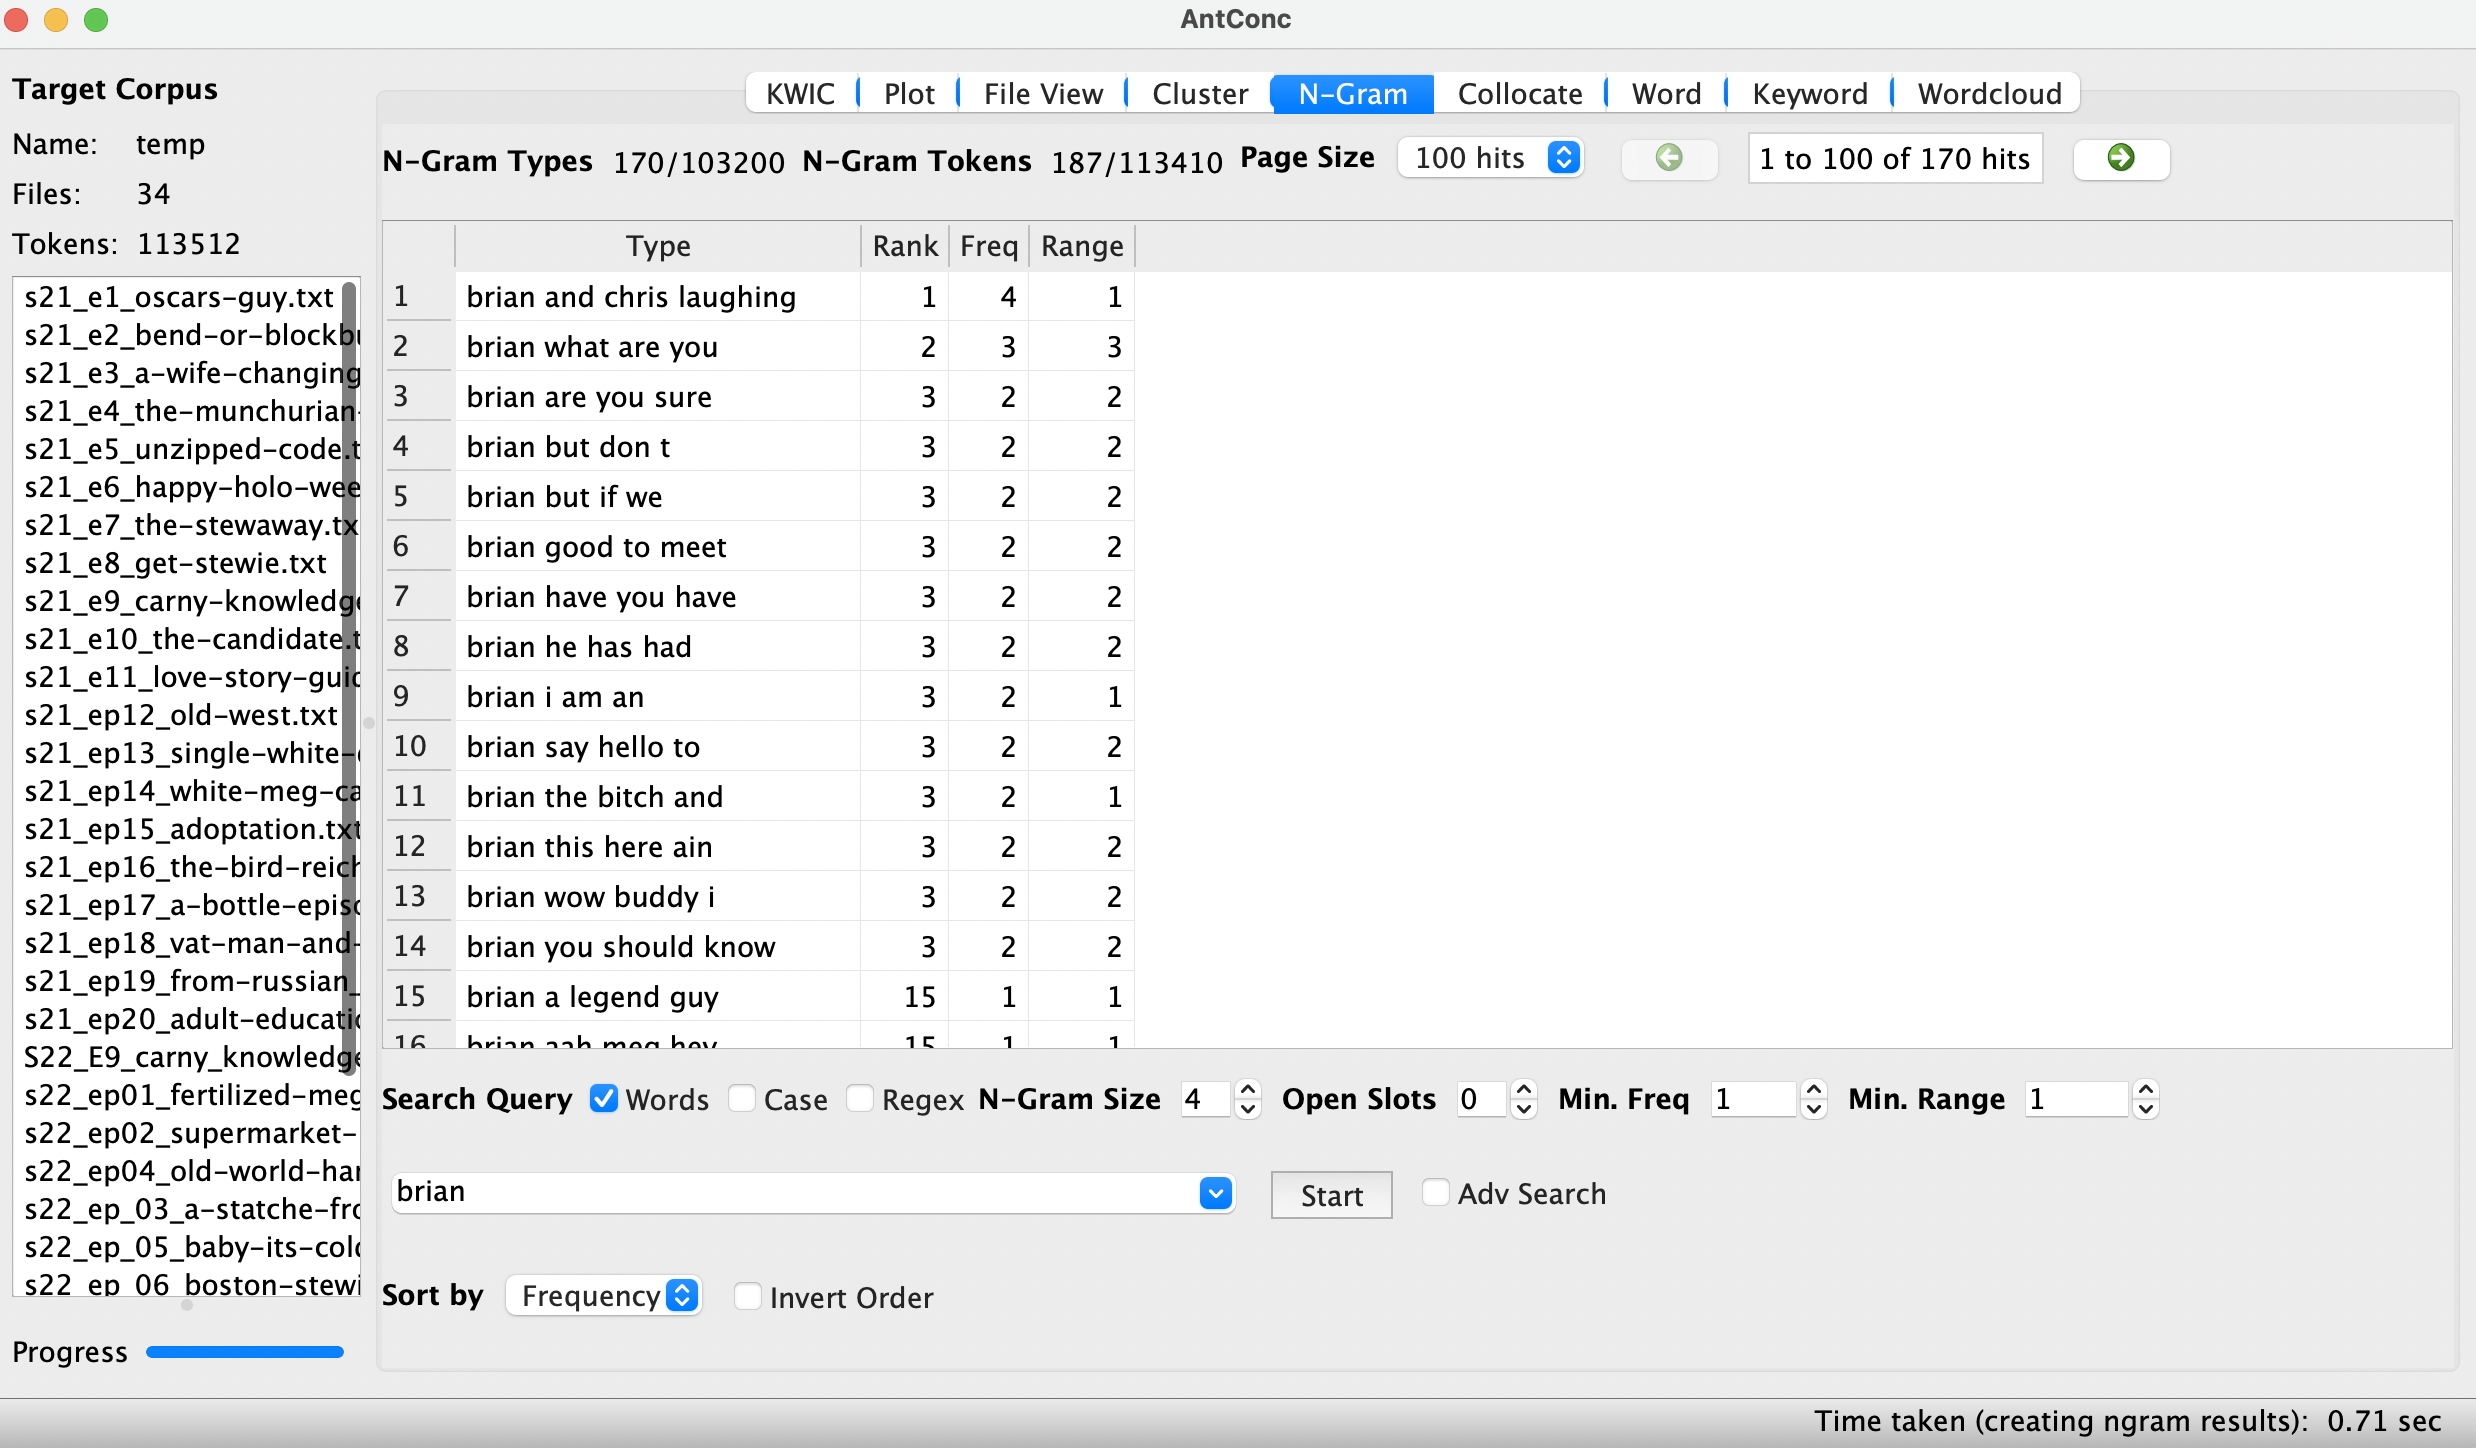 AntConc
Target Corpus
Name: temp
Files: 34
Tokens: 113512
s21_e1_oscars-guy.txt
s21_e2_bend-or-blockbu
s21_e3_a-wife-changing
s21_e4_the-munchurian-
s21_e5_unzipped-code.t
s21_e6_happy-holo-wee
s21_e7_the-stewaway.tx
s21_e8_get-stewie.txt
s21_e9_carny-knowledge
s21_e10_the-candidate.t
s21_e11_love-story-guic
s21_ep12_old-west.txt
s21_ep13_single-white-
s21_ep14_white-meg-ca
s21_ep15_adoptation.txt
s21_ep16_the-bird-reich
s21_ep17_a-bottle-episo
s21_ep18_vat-man-and-
s21_ep19_from-russian_
s21_ep20_adult-educatio
S22_E9_carny_knowledge
s22_ep01_fertilized-meg
s22_ep02_supermarket-
s22_ep04_old-world-har
s22_ep_03_a-statche-fro
s22_ep_05_baby-its-cold
s22_ep_06_boston-stewi
Progress
KWIC Plot File View Cluster N-Gram Collocate Word Keyword Wordcloud
N-Gram Types 170/103200 N-Gram Tokens 187/113410 Page Size 100 hits 1 to 100 of 170 hits
Type Rank Freq Range
1 brian and chris laughing 1 4 1
2 brian what are you 2 3 3
3 brian are you sure 3 2 2
4 brian but don t 3 2 2
5 brian but if we 3 2 2
6 brian good to meet 3 2 2
7 brian have you have 3 2 2
8 brian he has had 3 2 2
9 brian i am an 3 2 1
10 brian say hello to 3 2 2
11 brian the bitch and 3 2 1
12 brian this here ain 3 2 2
13 brian wow buddy i 3 2 2
14 brian you should know 3 2 2
15 brian a legend guy 15 1 1
16 brian aah meg hey 15 1 1
Search Query Words Case Regex N-Gram Size 4 Open Slots 0 Min. Freq 1 Min. Range 1
brian Start Adv Search
Sort by Frequency Invert Order
Time taken (creating ngram results): 0.71 sec